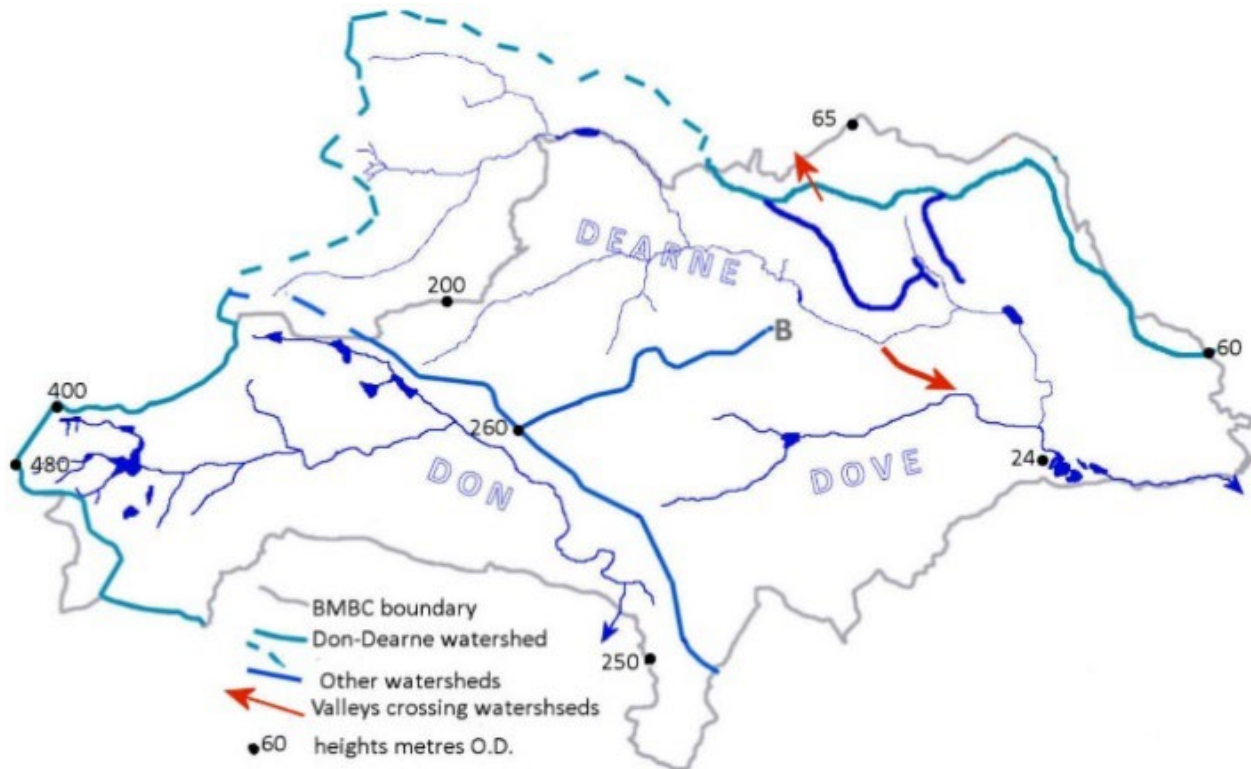 65
DEARNE
200
B
60
400
260
480
DON
DOVE
24
BMBC boundary
Don-Dearne watershed
250
Other watersheds
Valleys crossing watershseds
60 heights metres O.D.